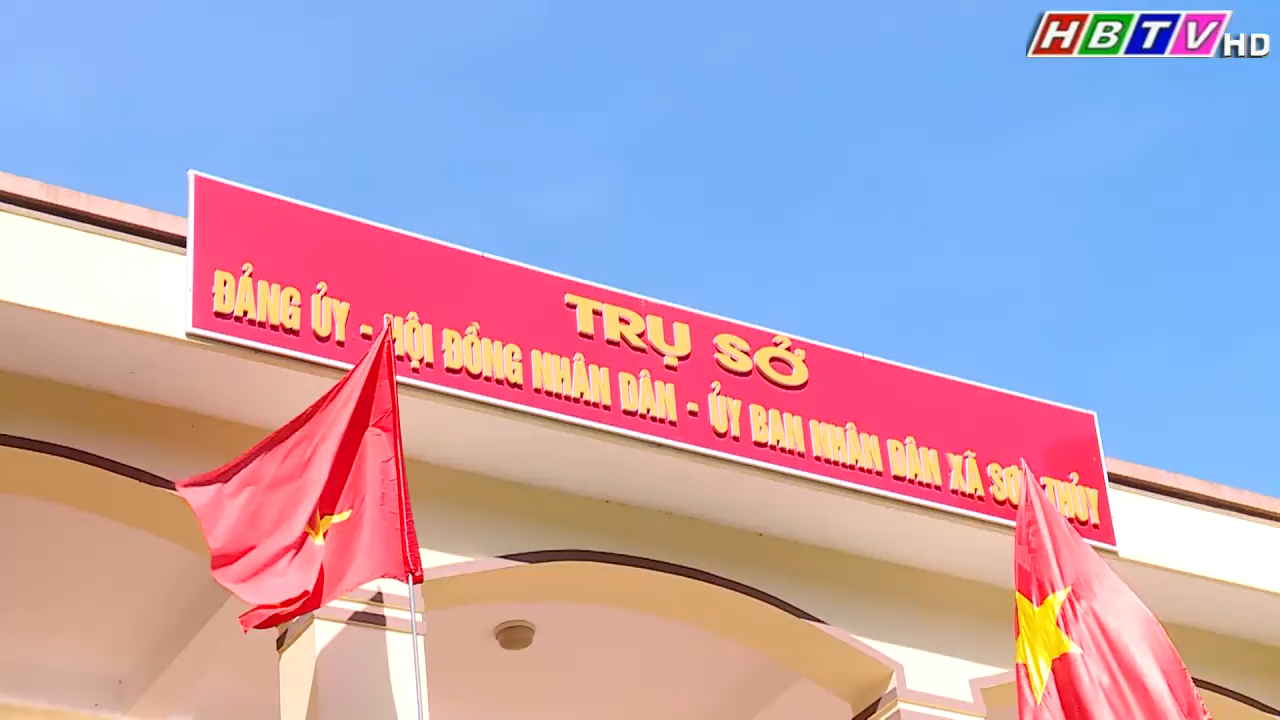 HBTV HD
TRỤ SỞ
ĐẢNG ỦY - HỘI ĐỒNG NHÂN DÂN - ỦY BAN NHÂN DÂN XÃ SƠN THỦY